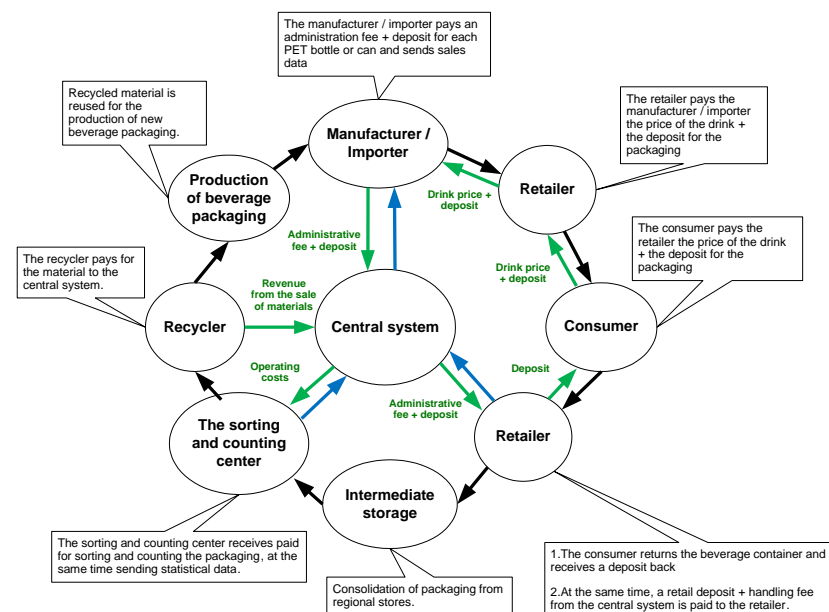 The manufacturer / importer pays an
administration fee + deposit for each
PET bottle or can and sends sales
data
Recycled material is
reused for the
production of new
beverage packaging.
The retailer pays the
manufacturer / importer
the price of the drink +
the deposit for the
packaging
Manufacturer /
Importer
Production
of beverage
packaging
Retailer
Drink price +
deposit
Administrative
fee + deposit
The consumer pays the
retailer the price of the drink
+ the deposit for the
packaging
The recycler pays for
the material to the
central system.
Drink price
+ deposit
Revenue
from the sale
of materials
Recycler
Central system
Consumer
Operating
costs
Deposit
Administrative
fee + deposit
The sorting
and counting
center
Retailer
Intermediate
storage
The sorting and counting center receives paid
for sorting and counting the packaging, at the
same time sending statistical data.
Consolidation of packaging from
regional stores.
1.The consumer returns the beverage container and
receives a deposit back
2.At the same time, a retail deposit + handling fee
from the central system is paid to the retailer.